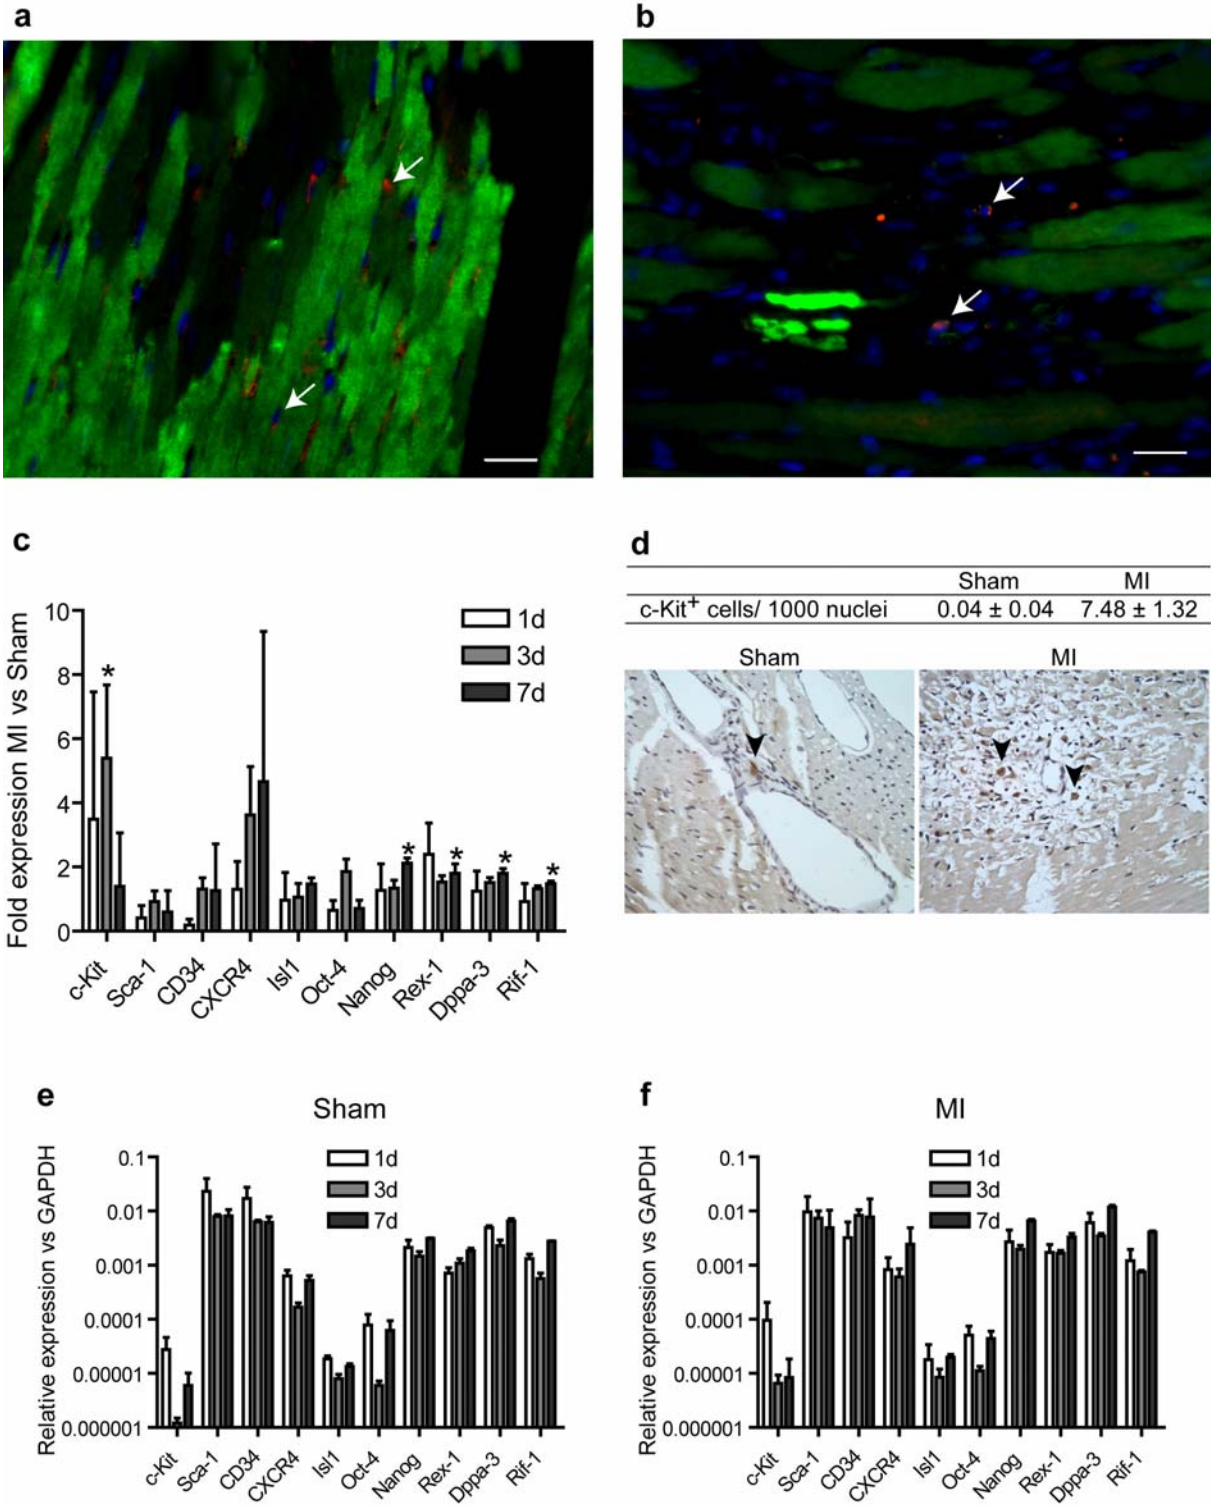 a
b
c
10
8
6
4
2
0
Fold expression MI vs Sham
1d
3d
7d
*
*
*
*
*
c-Kit
Sca-1
CD34
CXCR4
Isl1
Oct-4
Nanog
Rex-1
Dppa-3
Rif-1
d
Sham MI
c-Kit+ cells/ 1000 nuclei 0.04 ± 0.04 7.48 ± 1.32
Sham
MI
e
Sham
Relative expression vs GAPDH
0.1
0.01
0.001
0.0001
0.00001
0.000001
1d
3d
7d
c-Kit
Sca-1
CD34
CXCR4
Isl1
Oct-4
Nanog
Rex-1
Dppa-3
Rif-1
f
MI
Relative expression vs GAPDH
0.1
0.01
0.001
0.0001
0.00001
0.000001
1d
3d
7d
c-Kit
Sca-1
CD34
CXCR4
Isl1
Oct-4
Nanog
Rex-1
Dppa-3
Rif-1